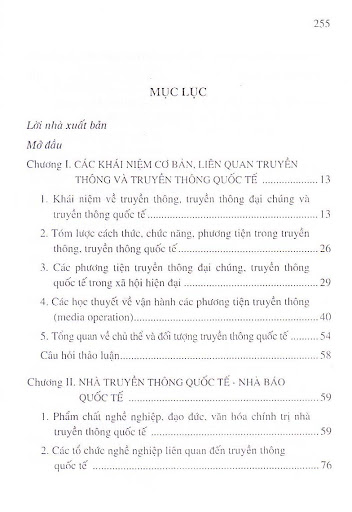 255
MỤC LỤC
Lời nhà xuất bản
Mở đầu
Chương I. CÁC KHÁI NIỆM CƠ BẢN, LIÊN QUAN TRUYỀN
THÔNG VÀ TRUYỀN THÔNG QUỐC TẾ ..................13
1. Khái niệm về truyền thông, truyền thông đại chúng và
truyền thông quốc tế ......................................................13
2. Tóm lược cách thức, chức năng, phương tiện trong truyền
thông, truyền thông quốc tế............................................26
3. Các phương tiện truyền thông đại chúng, truyền thông
quốc tế trong xã hội hiện đại ..........................................29
4. Các học thuyết về vận hành các phương tiện truyền thông
(media operation)............................................................40
5. Tổng quan về chủ thể và đối tượng truyền thông quốc tế ......54
Câu hỏi thảo luận............................................................58
Chương II. NHÀ TRUYỀN THÔNG QUỐC TẾ - NHÀ BÁO
QUỐC TẾ ....................................................................59
1. Phẩm chất nghề nghiệp, đạo đức, văn hóa chính trị nhà
truyền thông quốc tế ......................................................59
2. Các tổ chức nghề nghiệp liên quan đến truyền thông
quốc tế ...........................................................................76